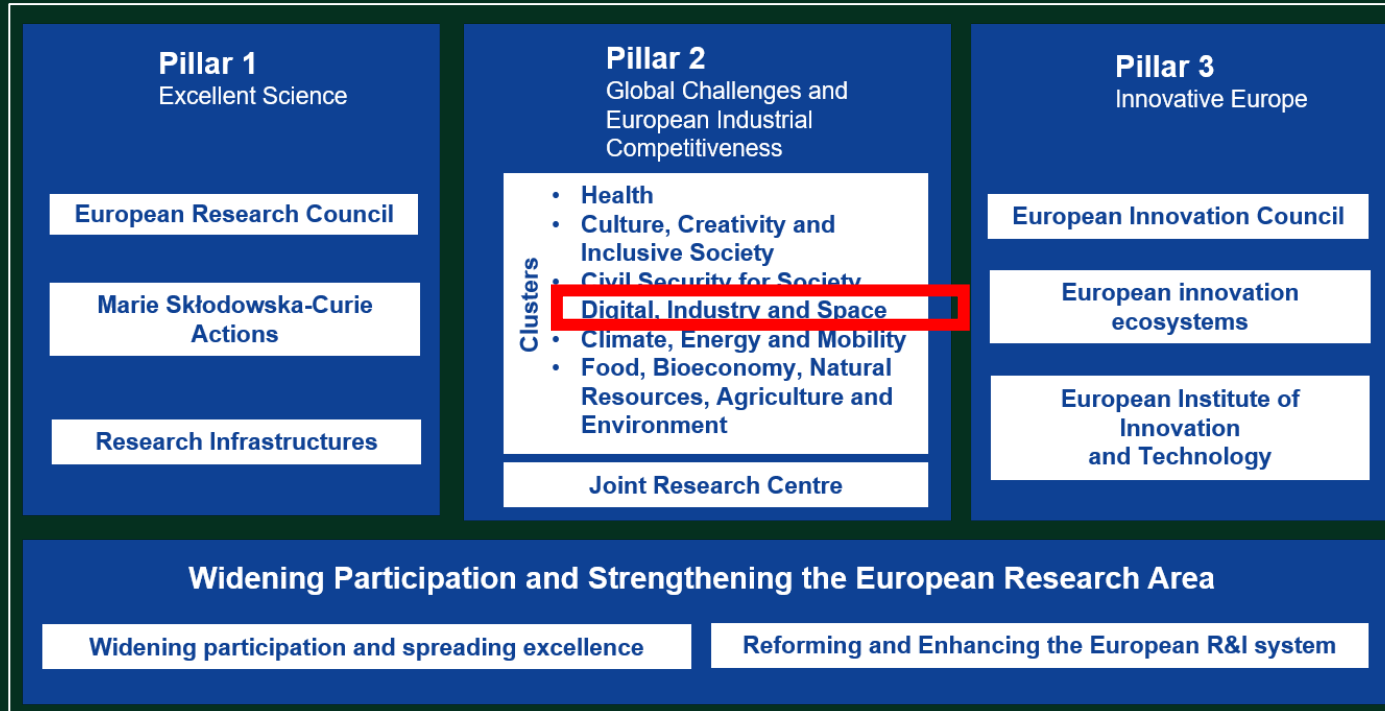 Pillar 1
Excellent Science
European Research Council
Marie Skłodowska-Curie
Actions
Research Infrastructures
Pillar 2
Global Challenges and
European Industrial
Competitiveness
Clusters
• Health
• Culture, Creativity and
Inclusive Society
• Civil Security for Society
Digital, Industry and Space
• Climate, Energy and Mobility
• Food, Bioeconomy, Natural
Resources, Agriculture and
Environment
Joint Research Centre
Pillar 3
Innovative Europe
European Innovation Council
European innovation
ecosystems
European Institute of
Innovation
and Technology
Widening Participation and Strengthening the European Research Area
Widening participation and spreading excellence
Reforming and Enhancing the European R&I system